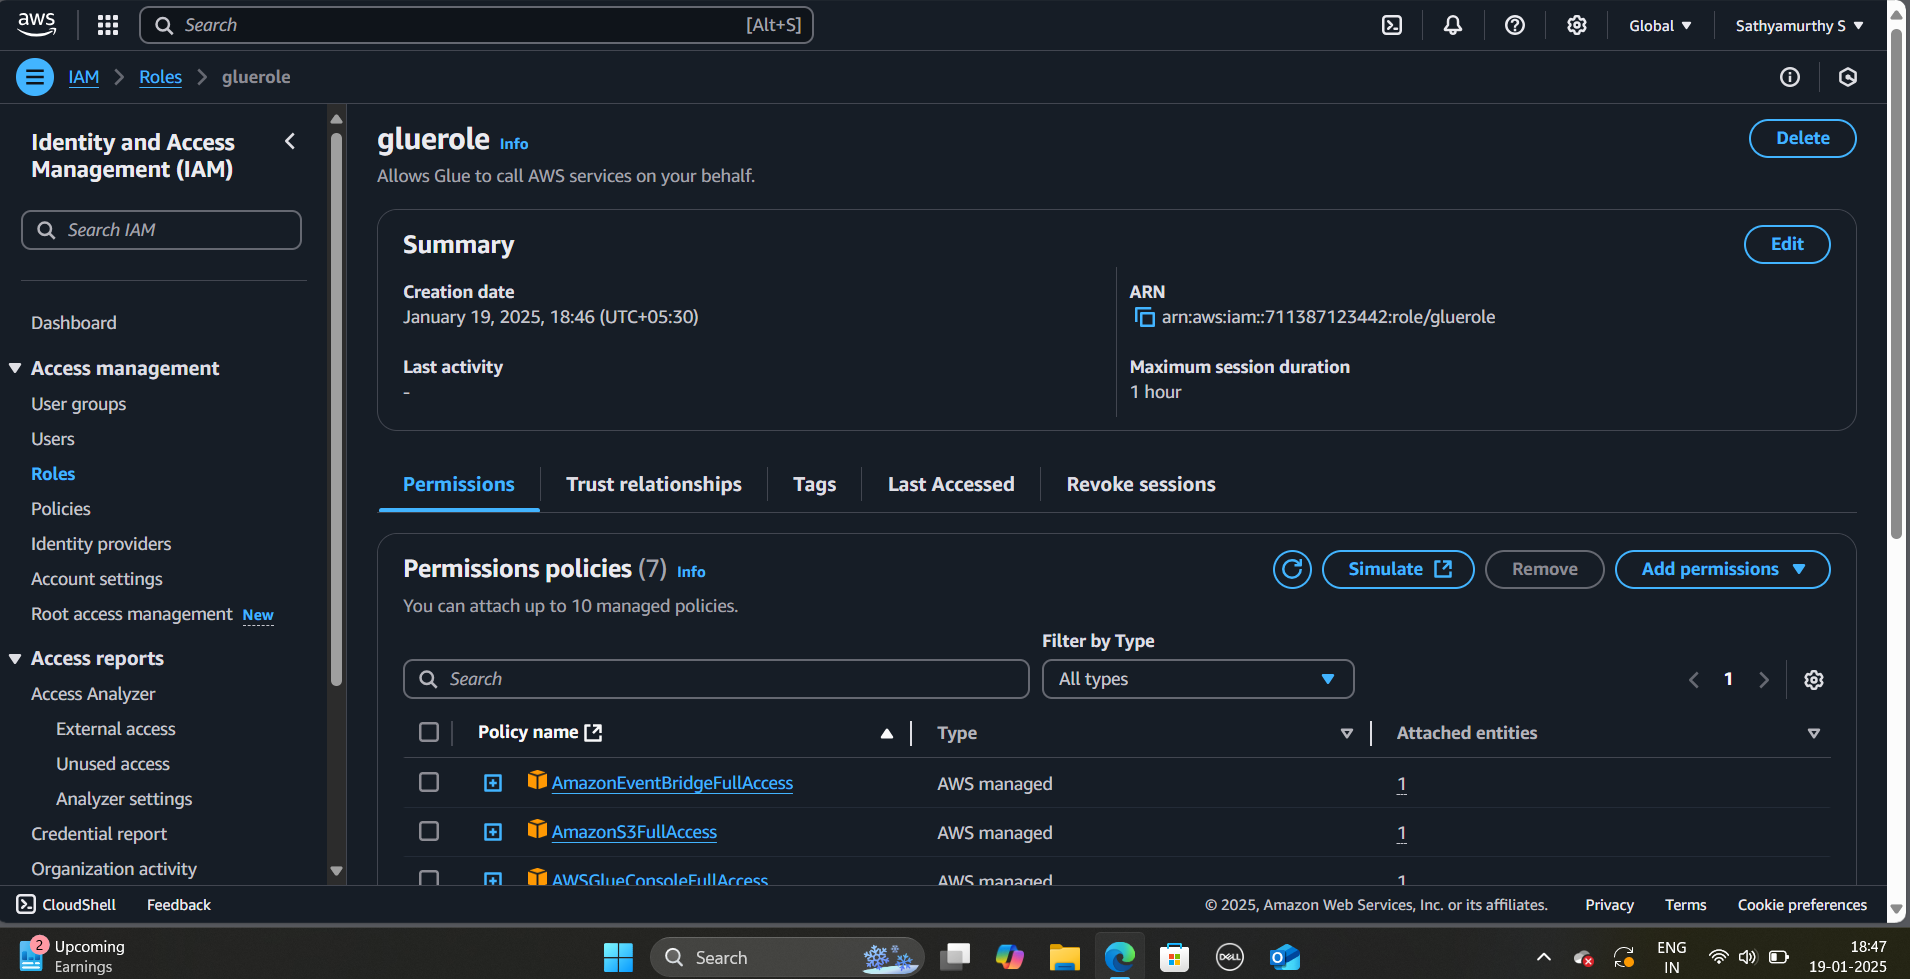 aws
Search
[Alt+S]
Global
Sathyamurthy S
IAM
Roles
gluerole
Identity and Access
Management (IAM)
Search IAM
Dashboard
Access management
User groups
Users
Roles
Policies
Identity providers
Account settings
Root access management New
Access reports
Access Analyzer
External access
Unused access
Analyzer settings
Credential report
Organization activity
gluerole Info
Delete
Allows Glue to call AWS services on your behalf.
Summary
Edit
Creation date
January 19, 2025, 18:46 (UTC+05:30)
ARN
arn:aws:iam::711387123442:role/gluerole
Last activity
-
Maximum session duration
1 hour
Permissions
Trust relationships
Tags
Last Accessed
Revoke sessions
Permissions policies (7) Info
Simulate
Remove
Add permissions
You can attach up to 10 managed policies.
Filter by Type
Search
All types
1
Policy name
Type
Attached entities
AmazonEventBridgeFullAccess
AWS managed
1
AmazonS3FullAccess
AWS managed
1
AWSGlueConsoleFullAccess
AWS managed
1
CloudShell
Feedback
© 2025, Amazon Web Services, Inc. or its affiliates.
Privacy
Terms
Cookie preferences
2
Upcoming
Earnings
Search
DELL
ENG
IN
18:47
19-01-2025